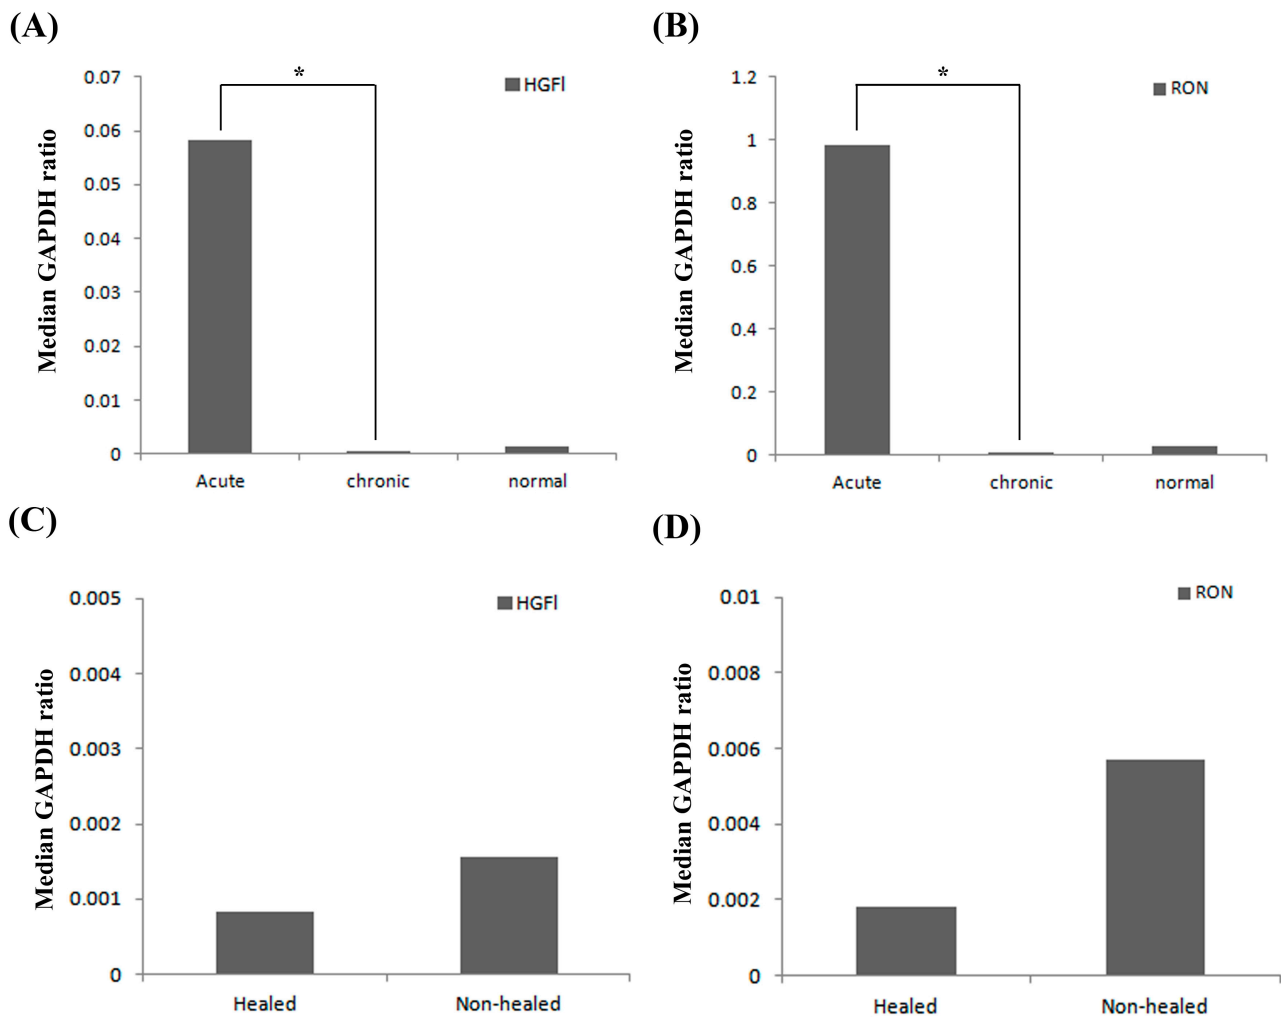 (A)
Median GAPDH ratio
0.07
0.06
0.05
0.04
0.03
0.02
0.01
0
*
HGFl
Acute chronic normal
(B)
Median GAPDH ratio
1.2
1
0.8
0.6
0.4
0.2
0
*
RON
Acute chronic normal
(C)
Median GAPDH ratio
0.005
0.004
0.003
0.002
0.001
0
HGFl
Healed Non-healed
(D)
Median GAPDH ratio
0.01
0.008
0.006
0.004
0.002
0
RON
Healed Non-healed